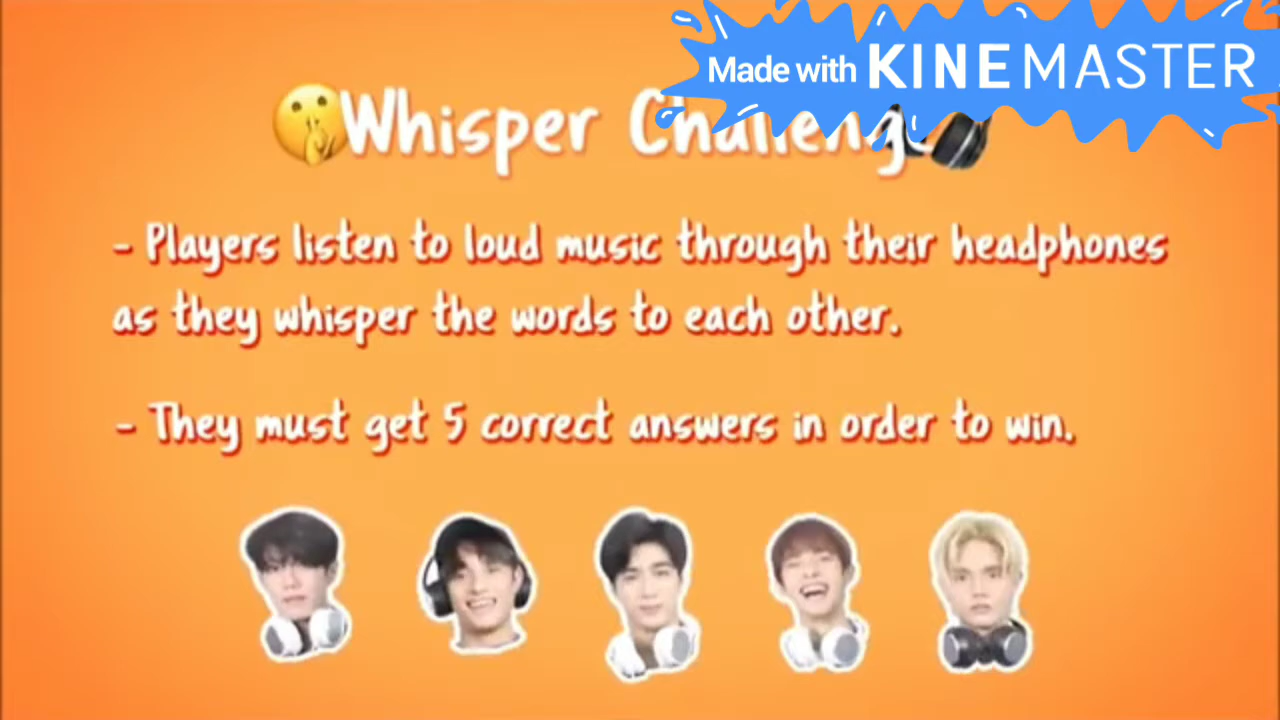 Made with KINEMASTER
Whisper Challeng
- Players listen to loud music through their headphones
as they whisper the words to each other.
- They must get 5 correct answers in order to win.